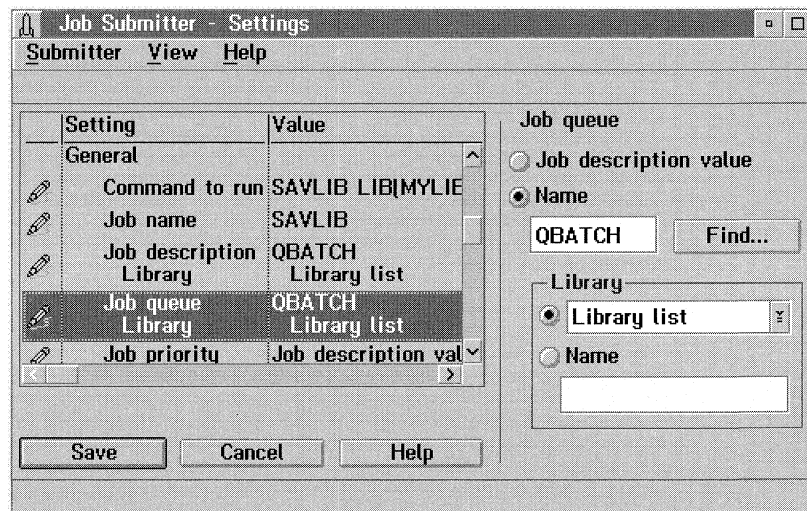 Job Submitter - Settings
Submitter View Help
Setting Value
General
Command to run SAVLIB LIB(MYLIE
Job name SAVLIB
Job description QBATCH
Library Library list
Job queue QBATCH
Library Library list
Job priority Job description val
Save Cancel Help
Job queue
Job description value
Name
QBATCH Find...
Library
Library list
Name